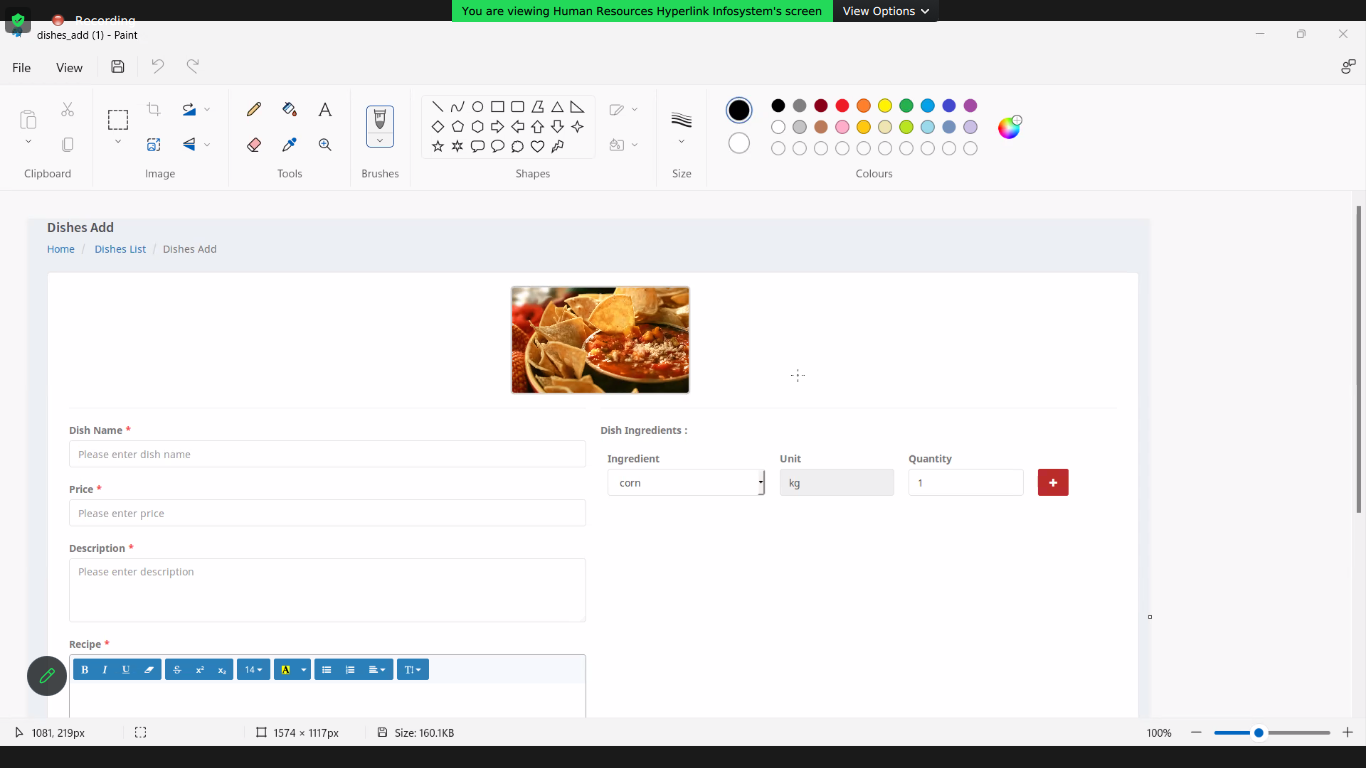 You are viewing Human Resources Hyperlink Infosystem's screen
View Options
Recording
dishes_add (1) - Paint
File
View
Clipboard
Image
Tools
Brushes
Shapes
Size
Colours
Dishes Add
Home / Dishes List / Dishes Add
Dish Name *
Please enter dish name
Price *
Please enter price
Description *
Please enter description
Recipe *
B I U S x² x₂ 14 A T!
Dish Ingredients :
Ingredient Unit Quantity
corn kg 1 +
1081, 219px
1574 × 1117px
Size: 160.1KB
100%